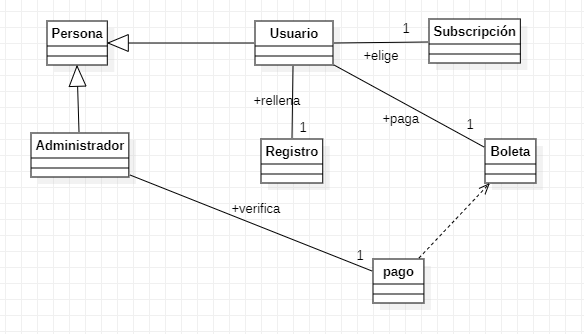 Persona
Usuario
1
Subscripción
+elige
+rellena
1
+paga
1
Administrador
Registro
Boleta
+verifica
1
pago